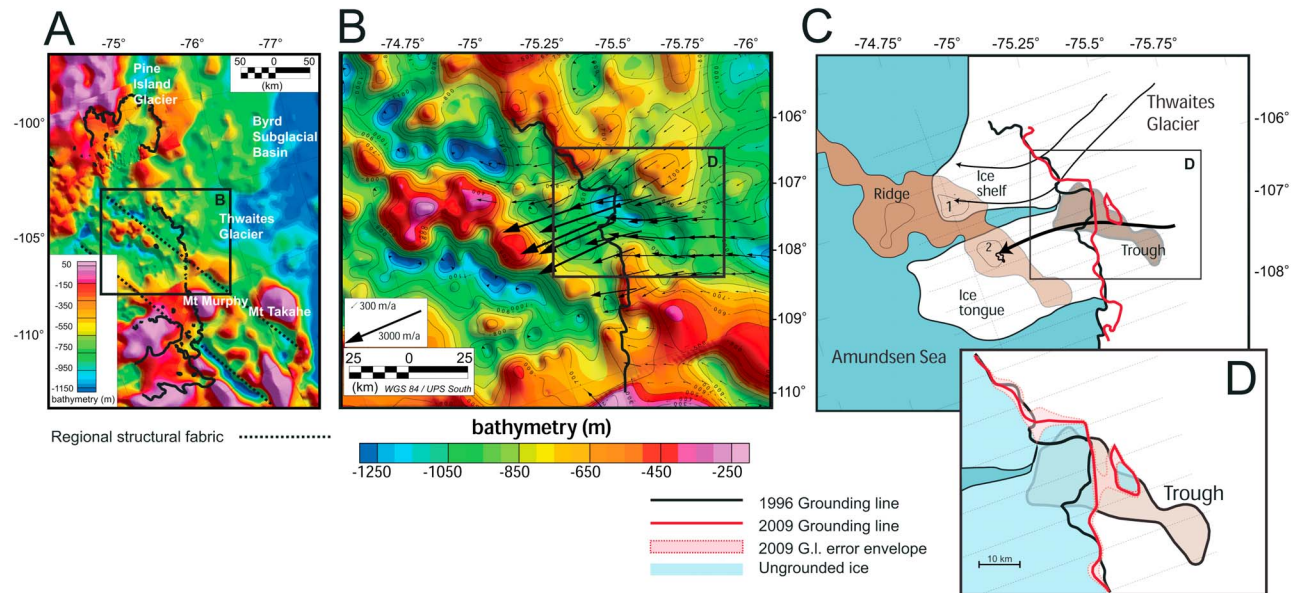 A
-75°
-76°
-77°
Pine
Island
Glacier
50
0
50
(km)
-100°
Byrd
Subglacial
Basin
B
Thwaites
Glacier
-105°
50
-150
-350
-550
-750
-950
-1150
bathymetry (m)
Mt Murphy
Mt Takahe
-110°
Regional structural fabric
B
-74.75°
-75°
-75.25°
-75.5°
-75.75°
-76°
D
-106°
-107°
-108°
-109°
-110°
300 m/a
3000 m/a
25
0
25
(km)
WGS 84 / UPS South
bathymetry (m)
-1250
-1050
-850
-650
-450
-250
1996 Grounding line
2009 Grounding line
2009 G.l. error envelope
Ungrounded ice
C
-74.75°
-75°
-75.25°
-75.5°
-75.75°
Thwaites
Glacier
-106°
-107°
-108°
D
Ice
shelf
Ridge
1
2
Trough
Ice
tongue
Amundsen Sea
D
Trough
10 km